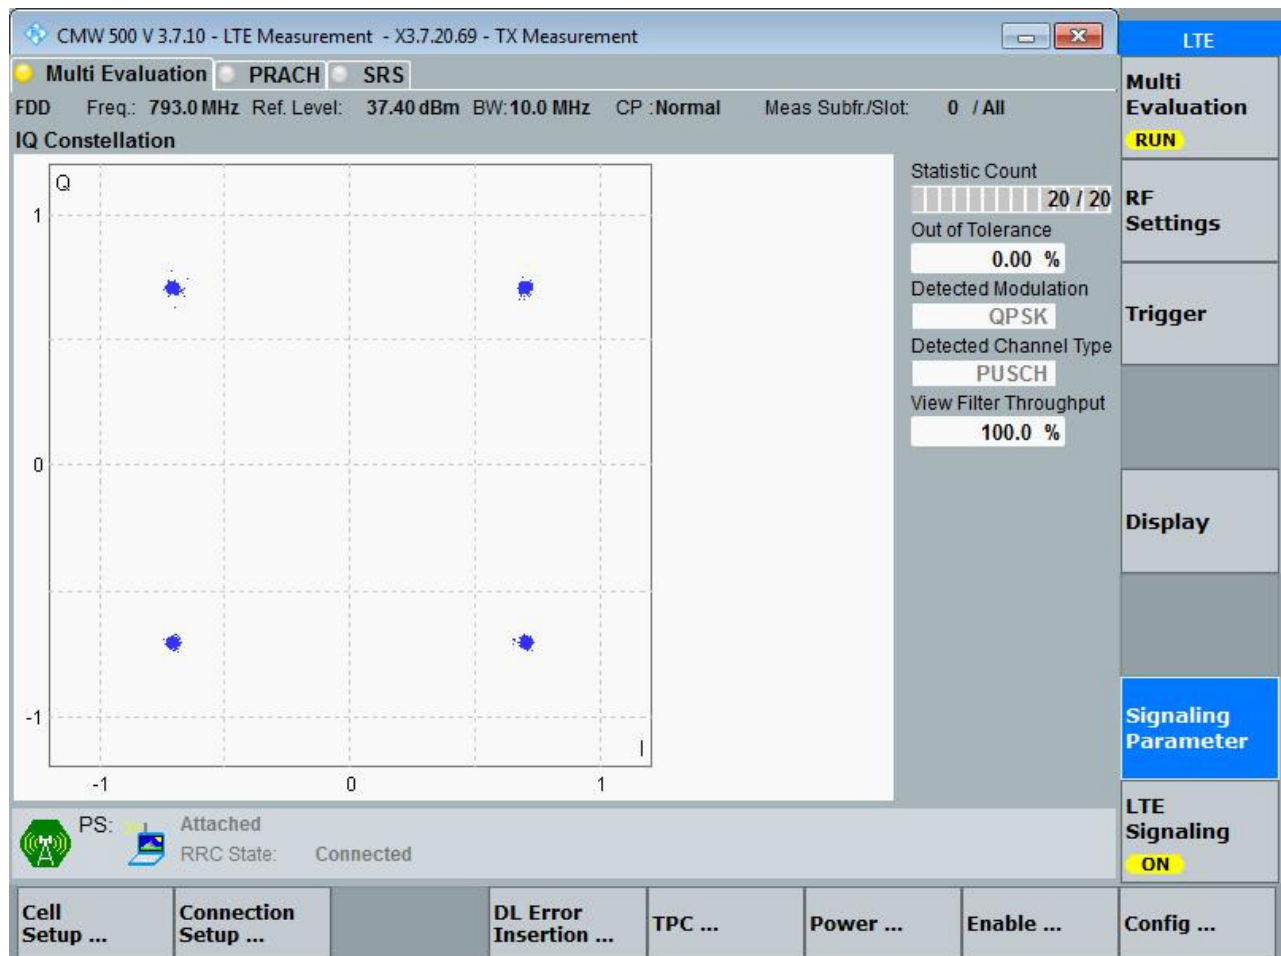 CMW 500 V 3.7.10 - LTE Measurement - X3.7.20.69 - TX Measurement
LTE
Multi Evaluation PRACH SRS
FDD Freq.: 793.0 MHz Ref. Level: 37.40 dBm BW: 10.0 MHz CP : Normal Meas Subfr./Slot: 0 / All
IQ Constellation
Q
1
0
-1
-1 0 1
I
Statistic Count
20 / 20
Out of Tolerance
0.00 %
Detected Modulation
QPSK
Detected Channel Type
PUSCH
View Filter Throughput
100.0 %
Multi
Evaluation
RUN
RF
Settings
Trigger
Display
Signaling
Parameter
LTE
Signaling
ON
PS: Attached
RRC State: Connected
Cell
Setup ...
Connection
Setup ...
DL Error
Insertion ...
TPC ...
Power ...
Enable ...
Config ...